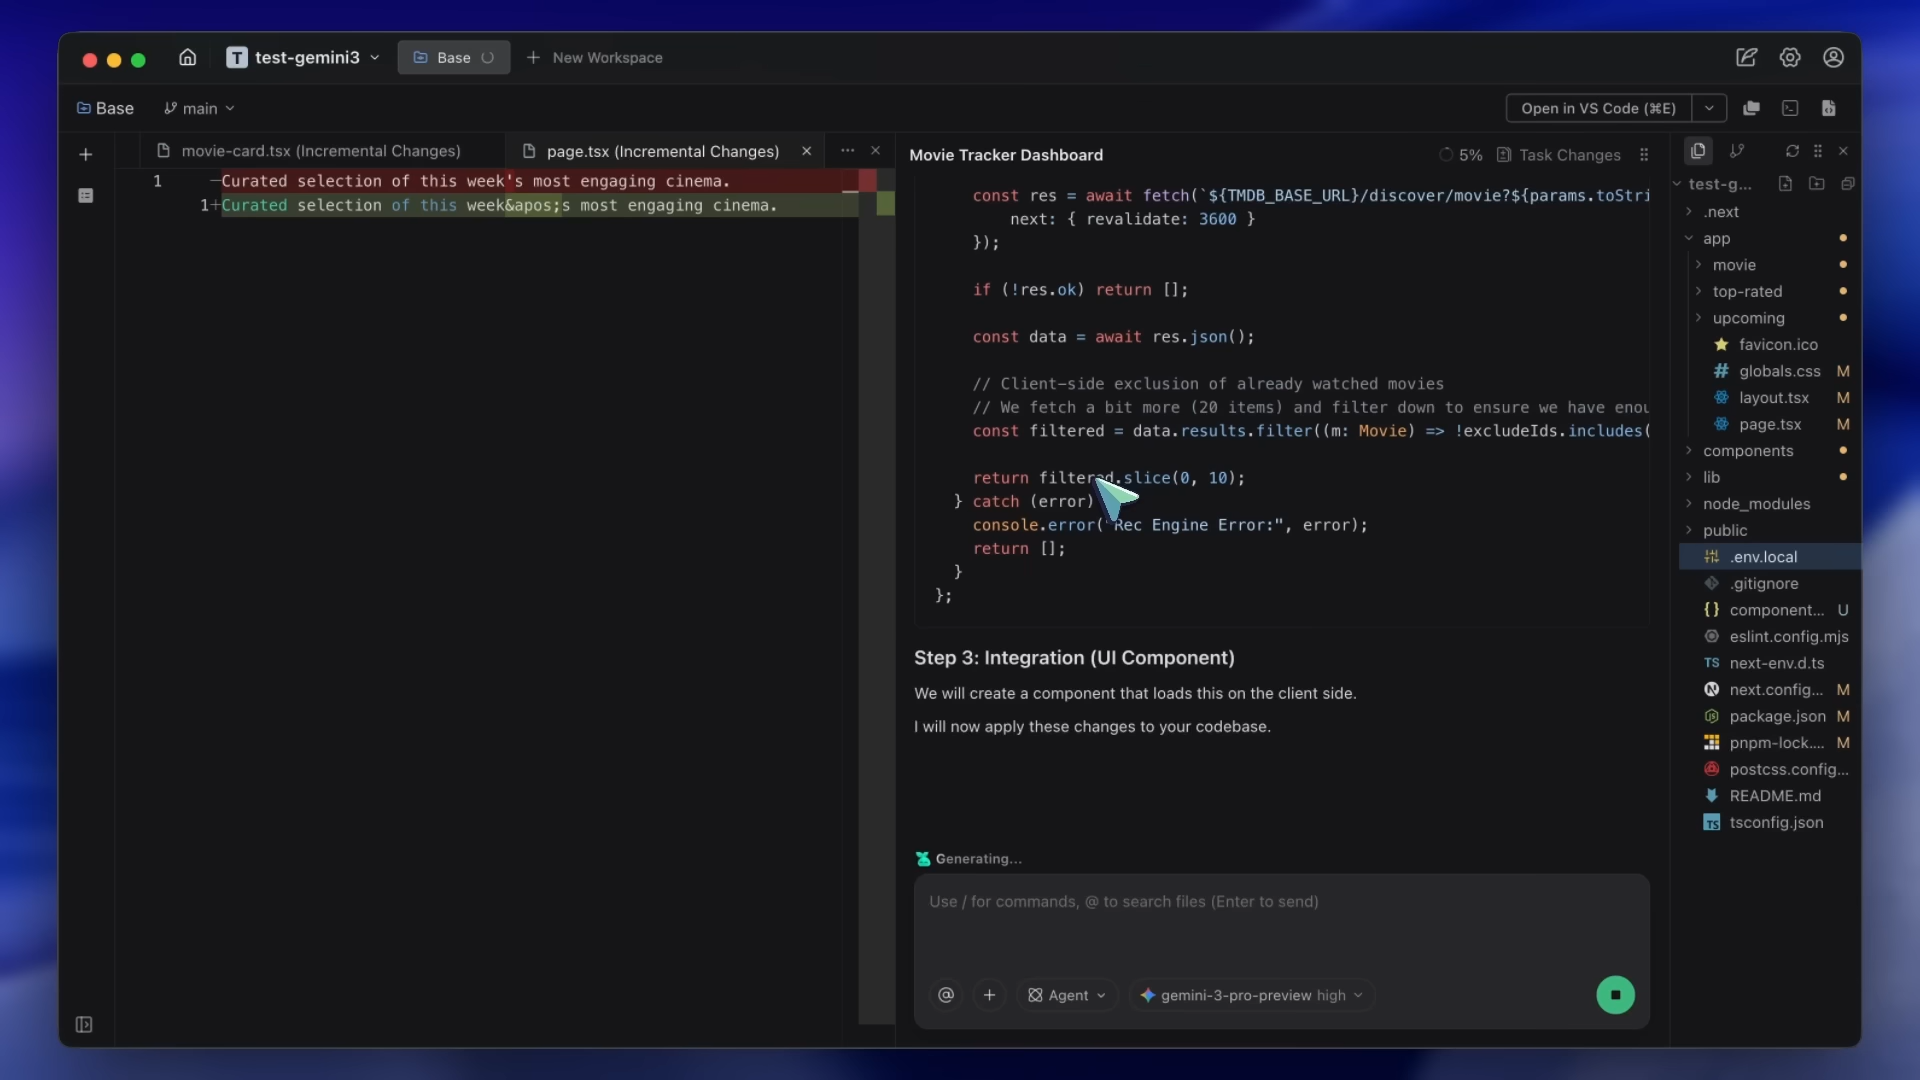 T test-gemini3
Base
New Workspace
Base
main
Open in VS Code (⌘E)
movie-card.tsx (Incremental Changes)
page.tsx (Incremental Changes)
1 —Curated selection of this week's most engaging cinema.
1+Curated selection of this week&apos;s most engaging cinema.
Movie Tracker Dashboard
5%
Task Changes
const res = await fetch(`${TMDB_BASE_URL}/discover/movie?${params.toStri
next: { revalidate: 3600 }
});
if (!res.ok) return [];
const data = await res.json();
// Client-side exclusion of already watched movies
// We fetch a bit more (20 items) and filter down to ensure we have enou
const filtered = data.results.filter((m: Movie) => !excludeIds.includes(
return filtered.slice(0, 10);
} catch (error)
console.error("Rec Engine Error:", error);
return [];
}
};
Step 3: Integration (UI Component)
We will create a component that loads this on the client side.
I will now apply these changes to your codebase.
Generating...
Use / for commands, @ to search files (Enter to send)
@
Agent
gemini-3-pro-preview high
test-g...
.next
app
movie
top-rated
upcoming
favicon.ico
globals.css M
layout.tsx M
page.tsx M
components
lib
node_modules
public
.env.local
.gitignore
component... U
eslint.config.mjs
TS next-env.d.ts
next.config... M
package.json M
pnpm-lock.... M
postcss.config...
README.md
TS tsconfig.json